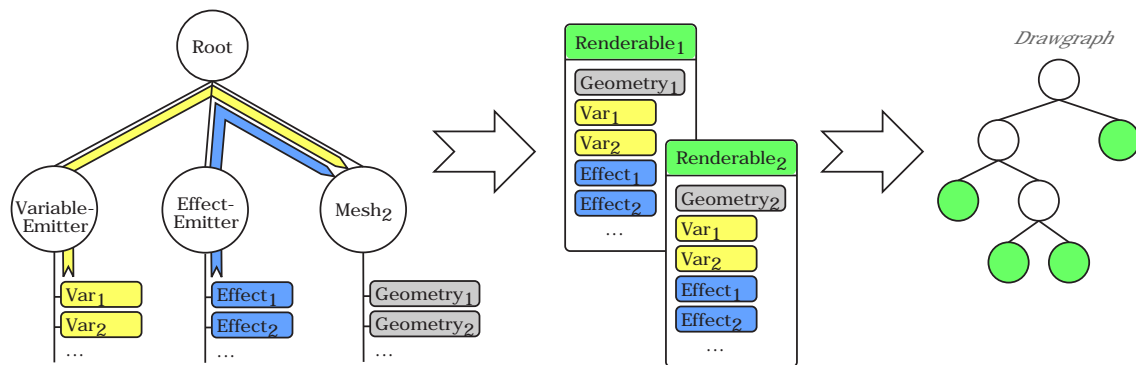 Root
Variable-
Emitter
Effect-
Emitter
Mesh2
Var1
Var2
...
Effect1
Effect2
...
Geometry1
Geometry2
...
Renderable1
Geometry1
Var1
Var2
Effect1
Effect2
...
Renderable2
Geometry2
Var1
Var2
Effect1
Effect2
...
Drawgraph